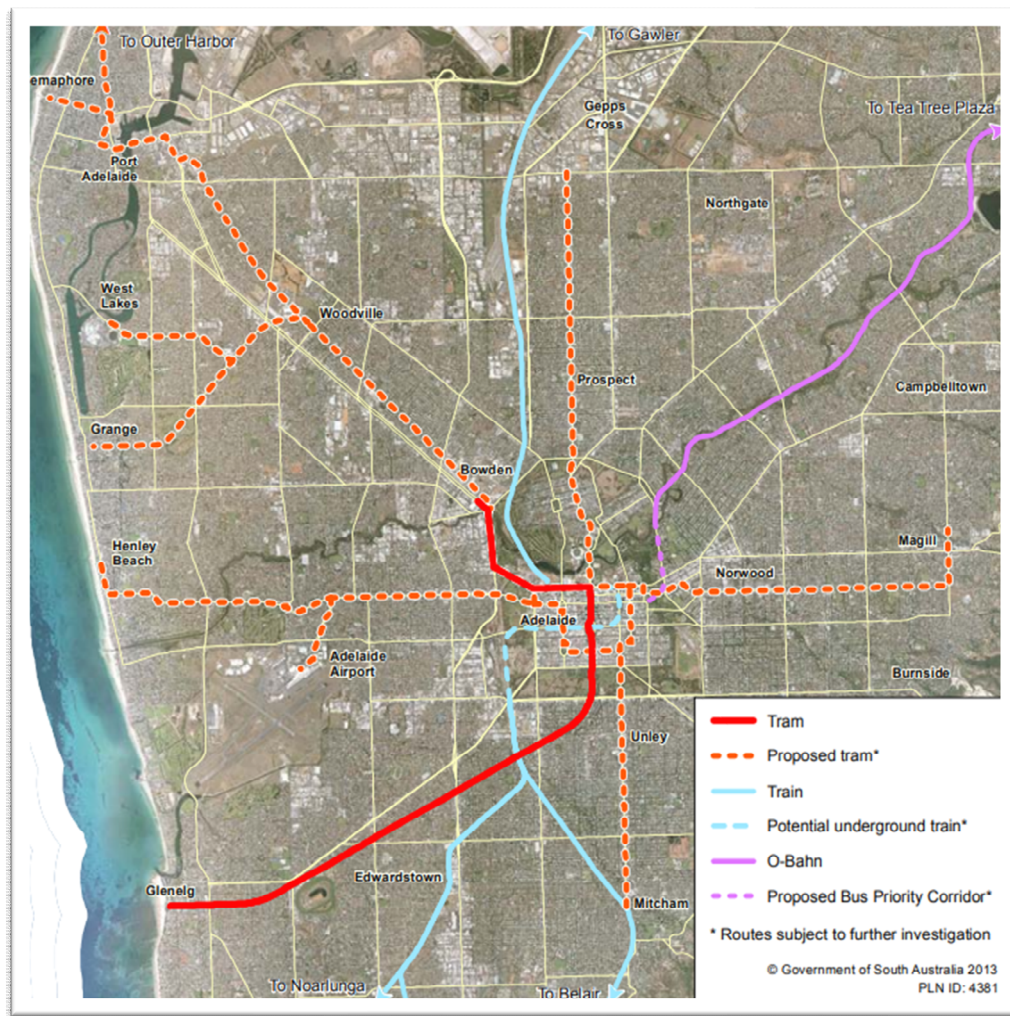 To Outer Harbor
To Gawler
emaphore
Gepps
Cross
To Tea Tree Plaza
Port
Adelaide
Northgate
West
Lakes
Woodville
Prospect
Campbelltown
Grange
Bowden
Henley
Beach
Magill
Norwood
Adelaide
Adelaide
Airport
Burnside
Unley
Edwardstown
Glenelg
Mitcham
To Noarlunga
To Belair
Tram
Proposed tram*
Train
Potential underground train*
O-Bahn
Proposed Bus Priority Corridor*
* Routes subject to further investigation
© Government of South Australia 2013
PLN ID: 4381